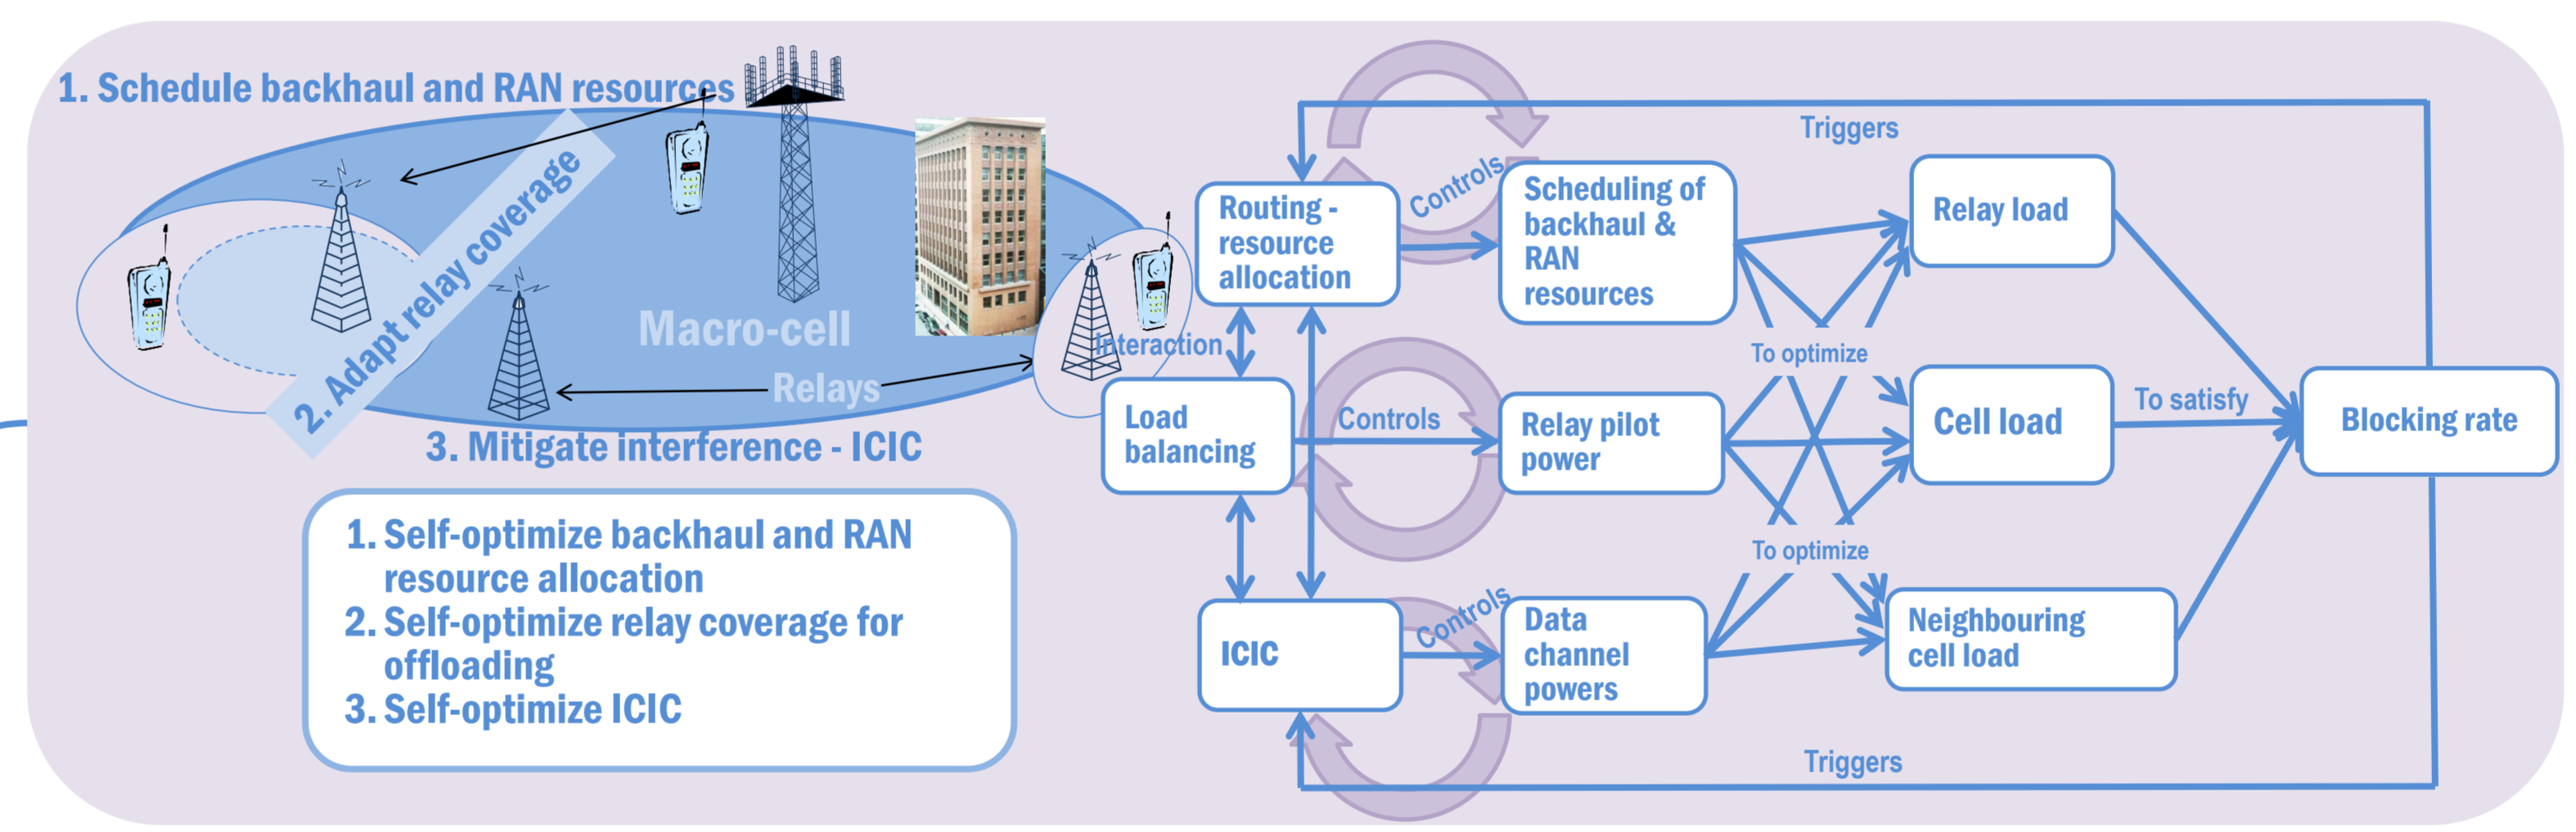 1. Schedule backhaul and RAN resources
2. Adapt relay coverage
Macro-cell
Relays
3. Mitigate interference - ICIC
1. Self-optimize backhaul and RAN
resource allocation
2. Self-optimize relay coverage for
offloading
3. Self-optimize ICIC
Triggers
Routing -
resource
allocation
Controls
Scheduling of
backhaul &
RAN
resources
Relay load
Interaction
To optimize
Load
balancing
Controls
Relay pilot
power
Cell load
To satisfy
Blocking rate
To optimize
ICIC
Controls
Data
channel
powers
Neighbouring
cell load
Triggers